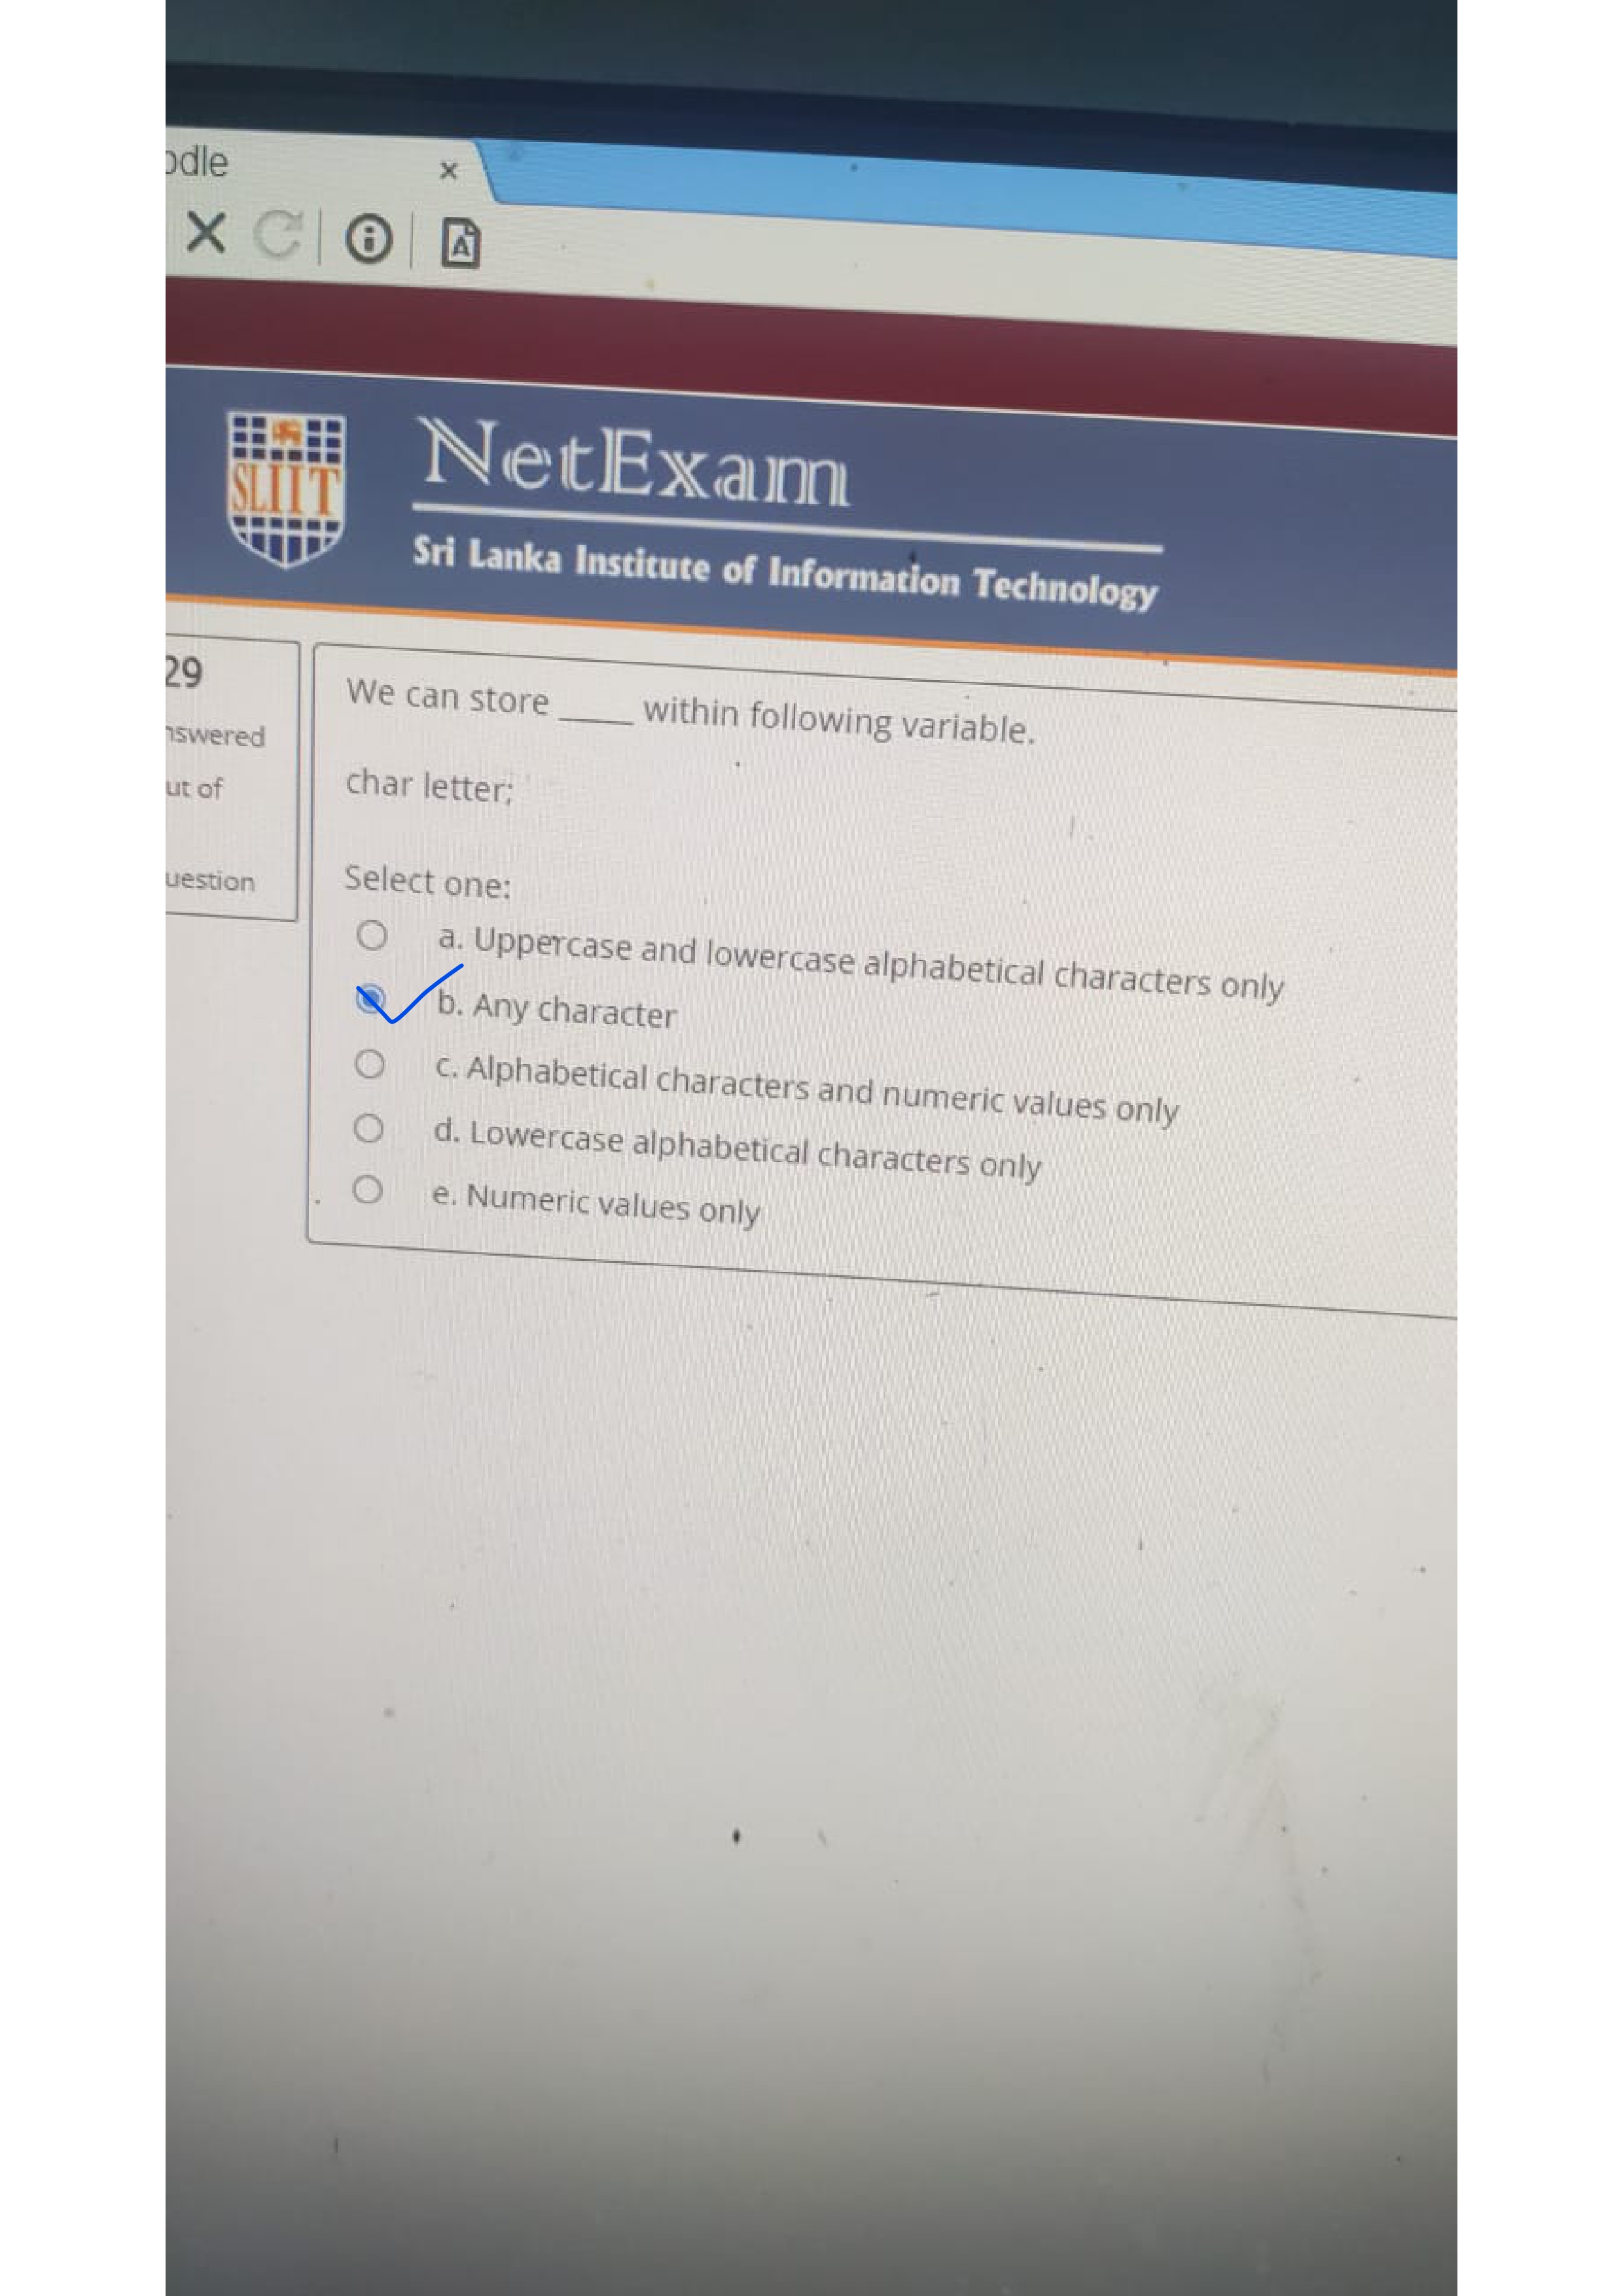 odle
SLIIT
NetExam
Sri Lanka Institute of Information Technology
29
nswered
ut of
uestion
We can store _____ within following variable.
char letter;
Select one:
a. Uppercase and lowercase alphabetical characters only
b. Any character
c. Alphabetical characters and numeric values only
d. Lowercase alphabetical characters only
e. Numeric values only